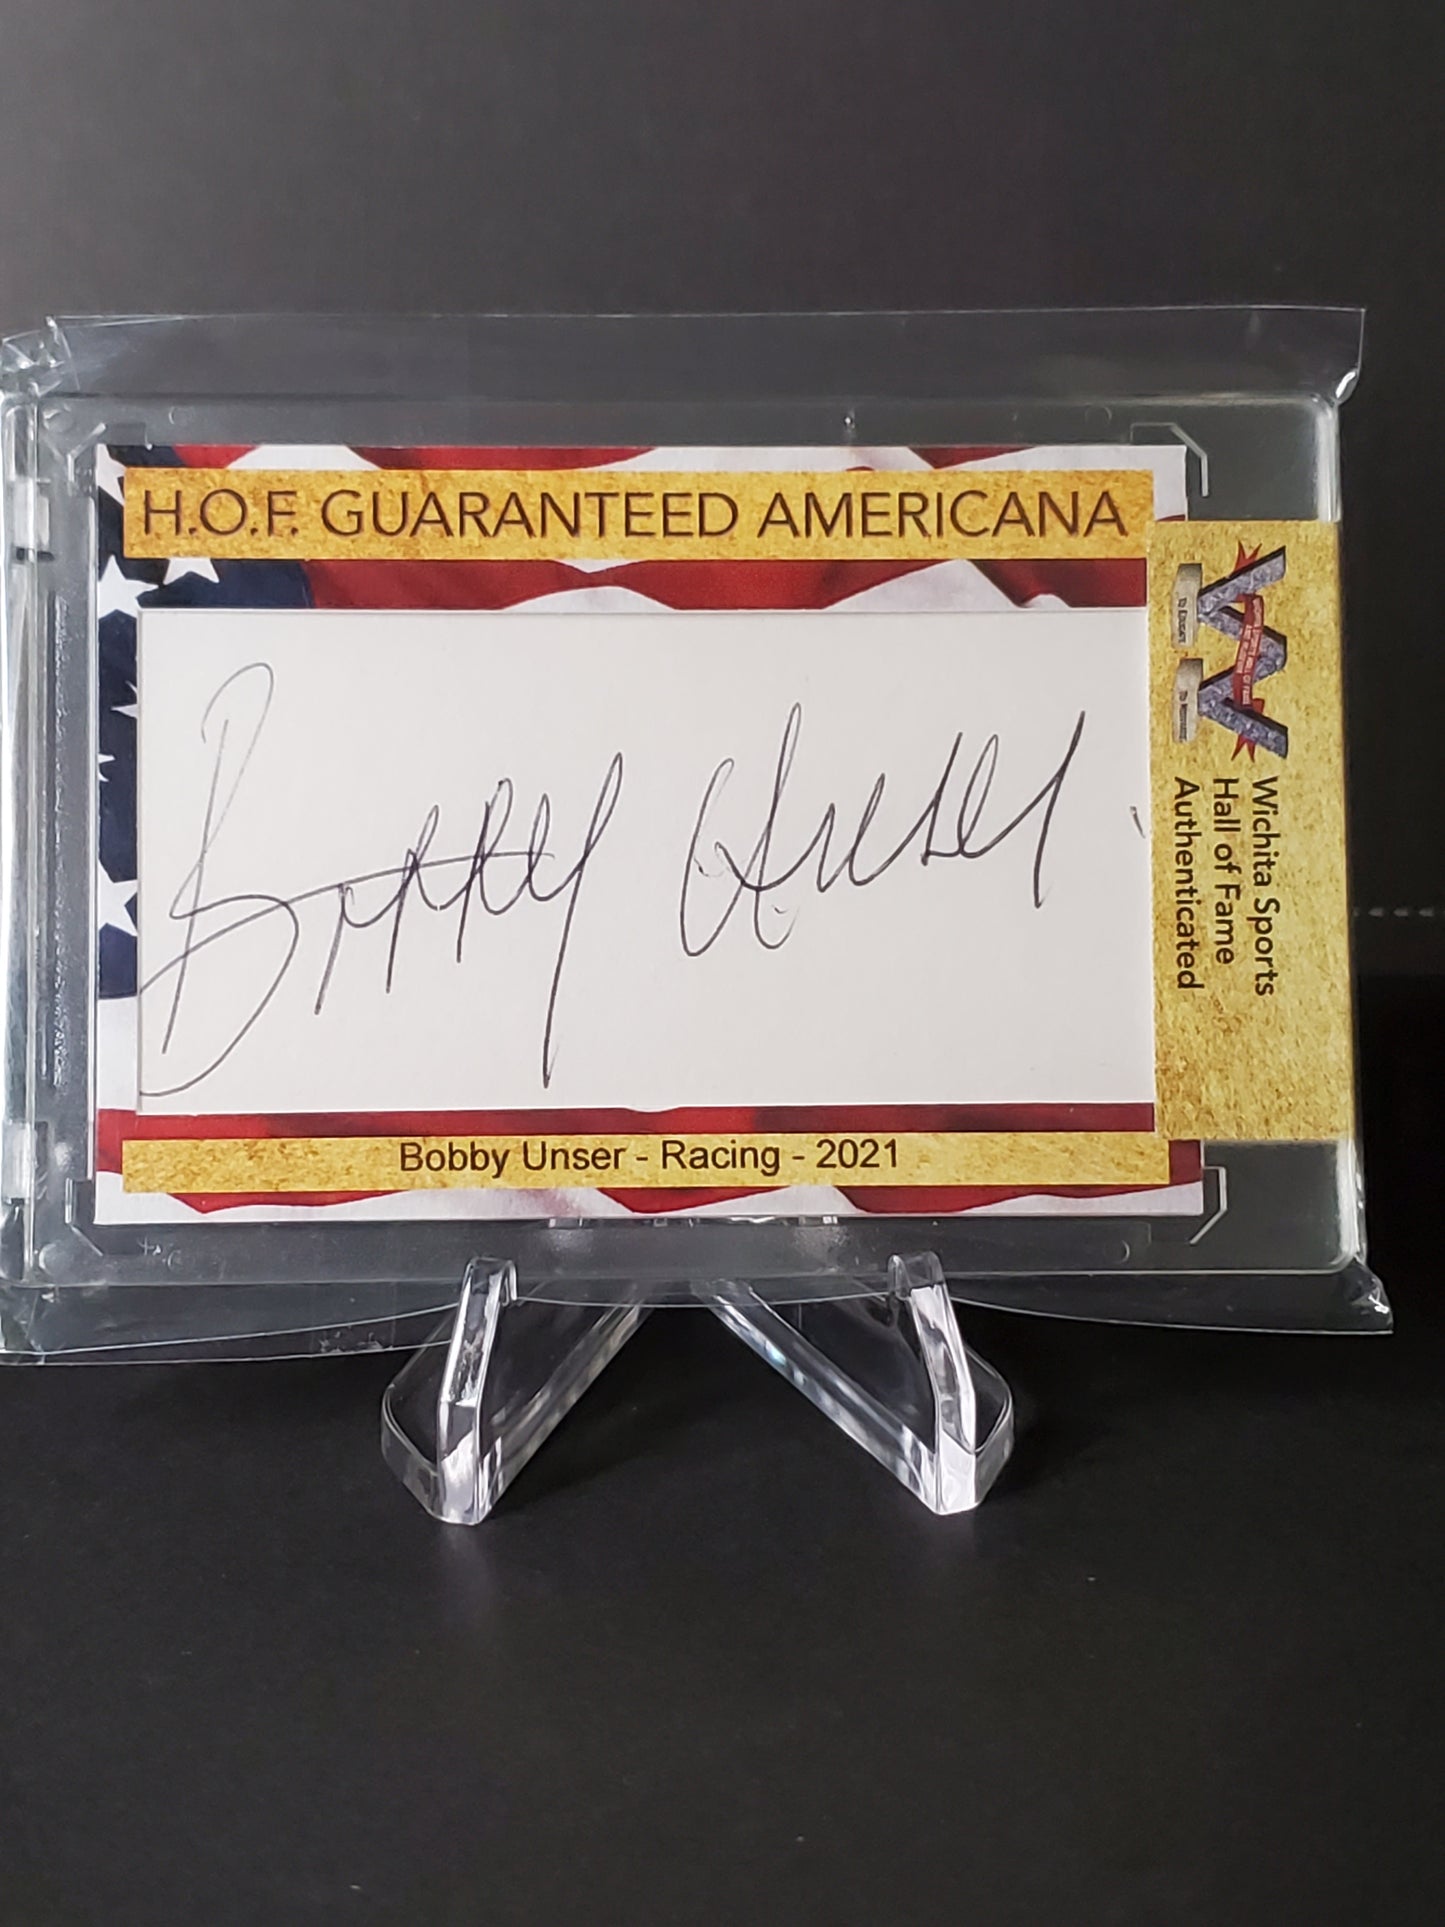 H.O.F. GUARANTEED AMERICANA
Bobby Unser
Bobby Unser - Racing - 2021
Wichita Sports
Hall of Fame
Authenticated